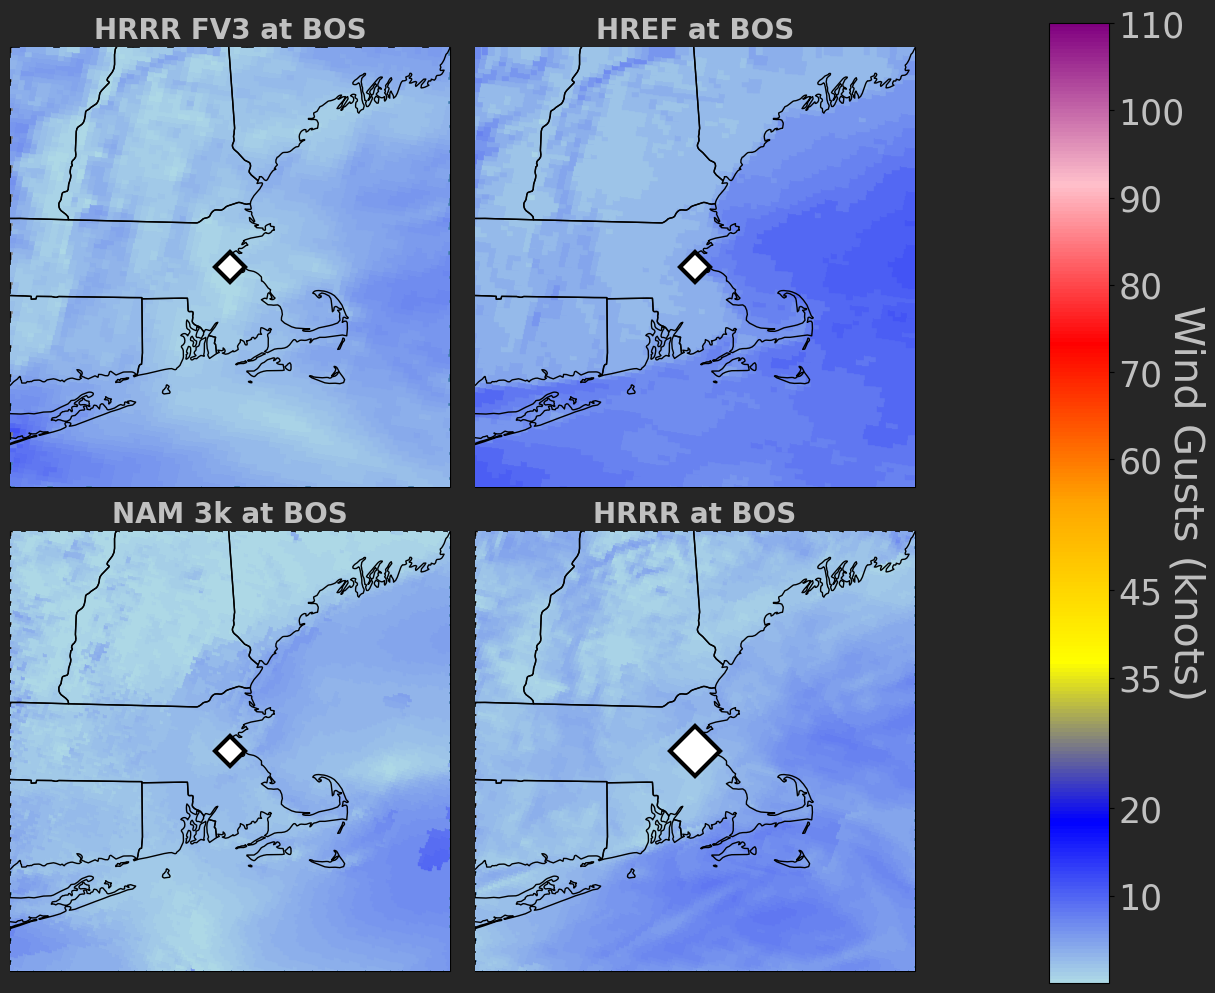 HRRR FV3 at BOS
HREF at BOS
NAM 3k at BOS
HRRR at BOS
110
100
90
80
70
60
45
35
20
10
Wind Gusts (knots)